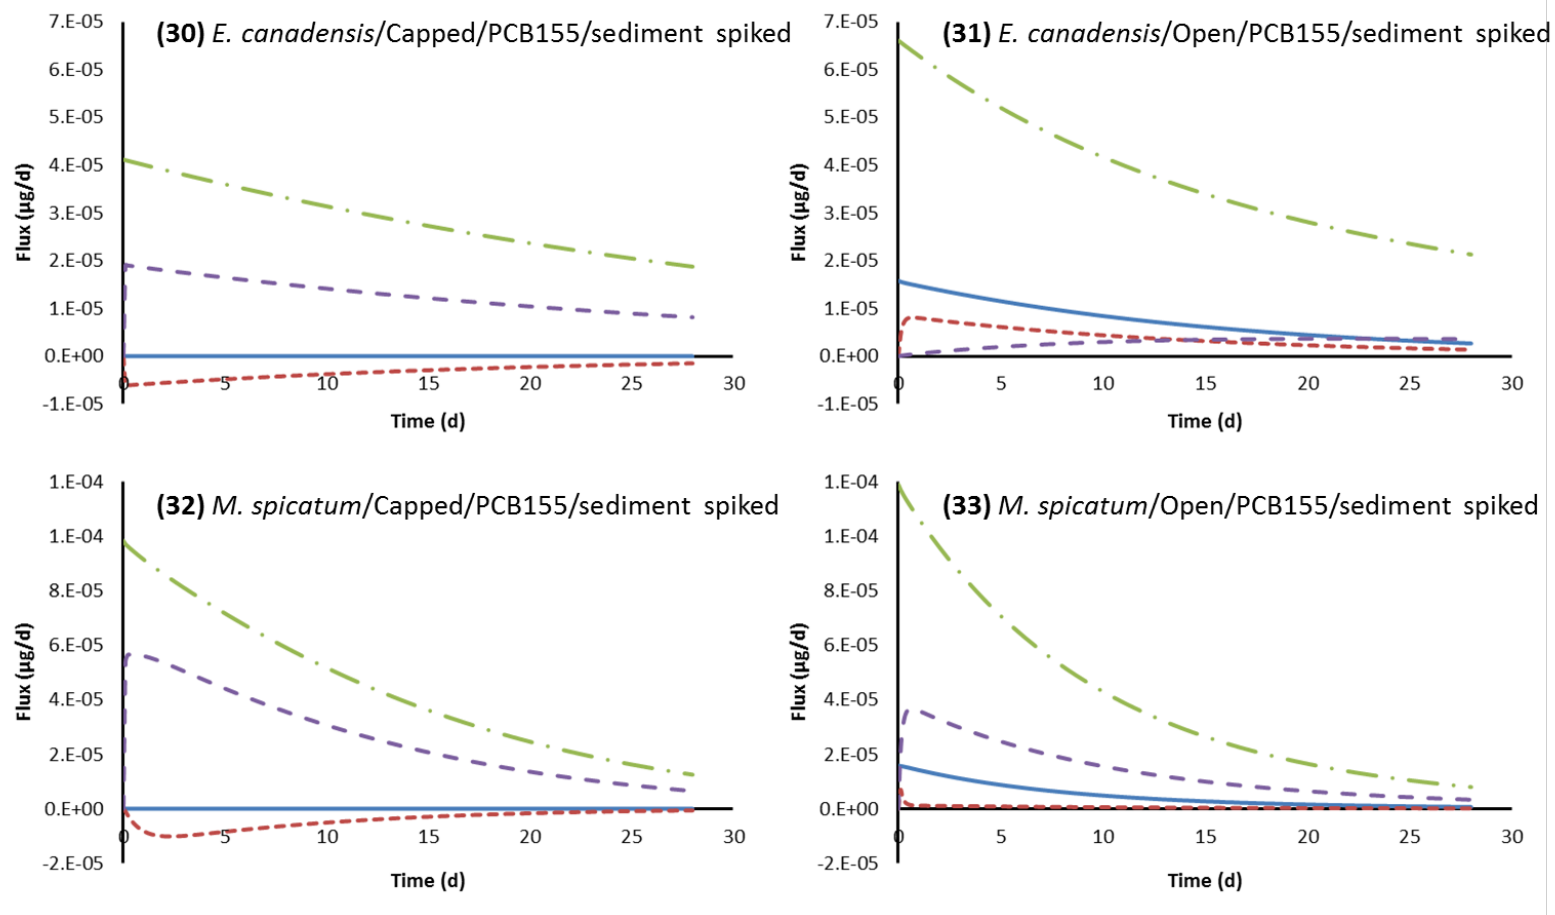 (30) E. canadensis/Capped/PCB155/sediment spiked
7.E-05
6.E-05
5.E-05
4.E-05
3.E-05
2.E-05
1.E-05
0.E+00
-1.E-05
Flux (µg/d)
0 5 10 15 20 25 30
Time (d)
(31) E. canadensis/Open/PCB155/sediment spiked
7.E-05
6.E-05
5.E-05
4.E-05
3.E-05
2.E-05
1.E-05
0.E+00
-1.E-05
Flux (µg/d)
0 5 10 15 20 25 30
Time (d)
(32) M. spicatum/Capped/PCB155/sediment spiked
1.E-04
1.E-04
8.E-05
6.E-05
4.E-05
2.E-05
0.E+00
-2.E-05
Flux (µg/d)
0 5 10 15 20 25 30
Time (d)
(33) M. spicatum/Open/PCB155/sediment spiked
1.E-04
1.E-04
8.E-05
6.E-05
4.E-05
2.E-05
0.E+00
-2.E-05
Flux (µg/d)
0 5 10 15 20 25 30
Time (d)